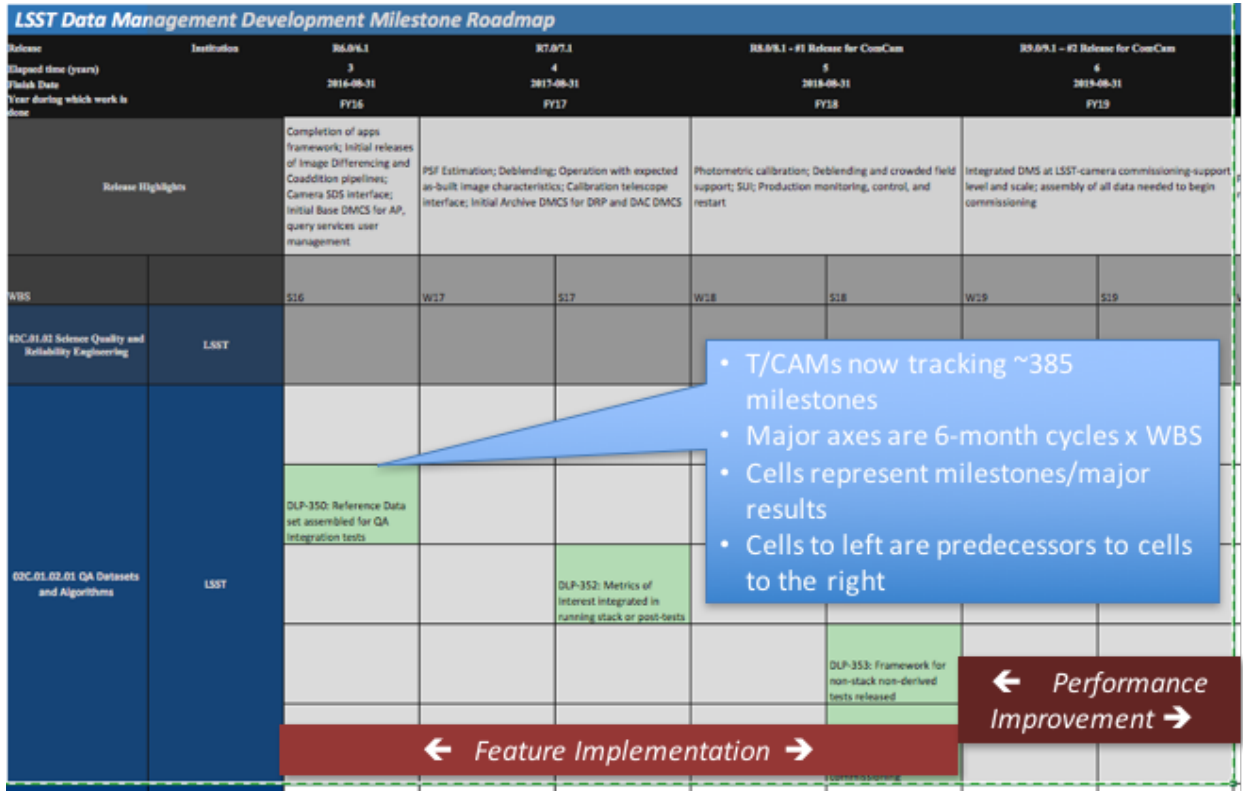 LSST Data Management Development Milestone Roadmap
Release Institution R6.0/6.1 R7.0/7.1 R8.0/8.1 - #1 Release for ComCam R9.0/9.1 – #2 Release for ComCam
Elapsed time (years) 3 4 5 6
Finish Date 2016-08-31 2017-08-31 2018-08-31 2019-08-31
Year during which work is
done
FY16 FY17 FY18 FY19
Release Highlights
Completion of apps
framework; Initial releases
of Image Differencing and
Coaddition pipelines;
Camera SDS interface;
Initial Base DMCS for AP,
query services user
management
PSF Estimation; Deblending; Operation with expected
as-built image characteristics; Calibration telescope
interface; Initial Archive DMCS for DRP and DAC DMCS
Photometric calibration; Deblending and crowded field
support; SUI; Production monitoring, control, and
restart
Integrated DMS at LSST-camera commissioning-support
level and scale; assembly of all data needed to begin
commissioning
WBS S16 W17 S17 W18 S18 W19 S19
02C.01.02 Science Quality and
Reliability Engineering
LSST
• T/CAMs now tracking ~385
milestones
• Major axes are 6-month cycles x WBS
• Cells represent milestones/major
results
• Cells to left are predecessors to cells
to the right
02C.01.02.01 QA Datasets
and Algorithms
LSST
DLP-350: Reference Data
set assembled for QA
Integration tests
DLP-352: Metrics of
Interest integrated in
running stack or post-tests
DLP-353: Framework for
non-stack non-derived
tests released
commissioning
← Feature Implementation →
← Performance
Improvement →